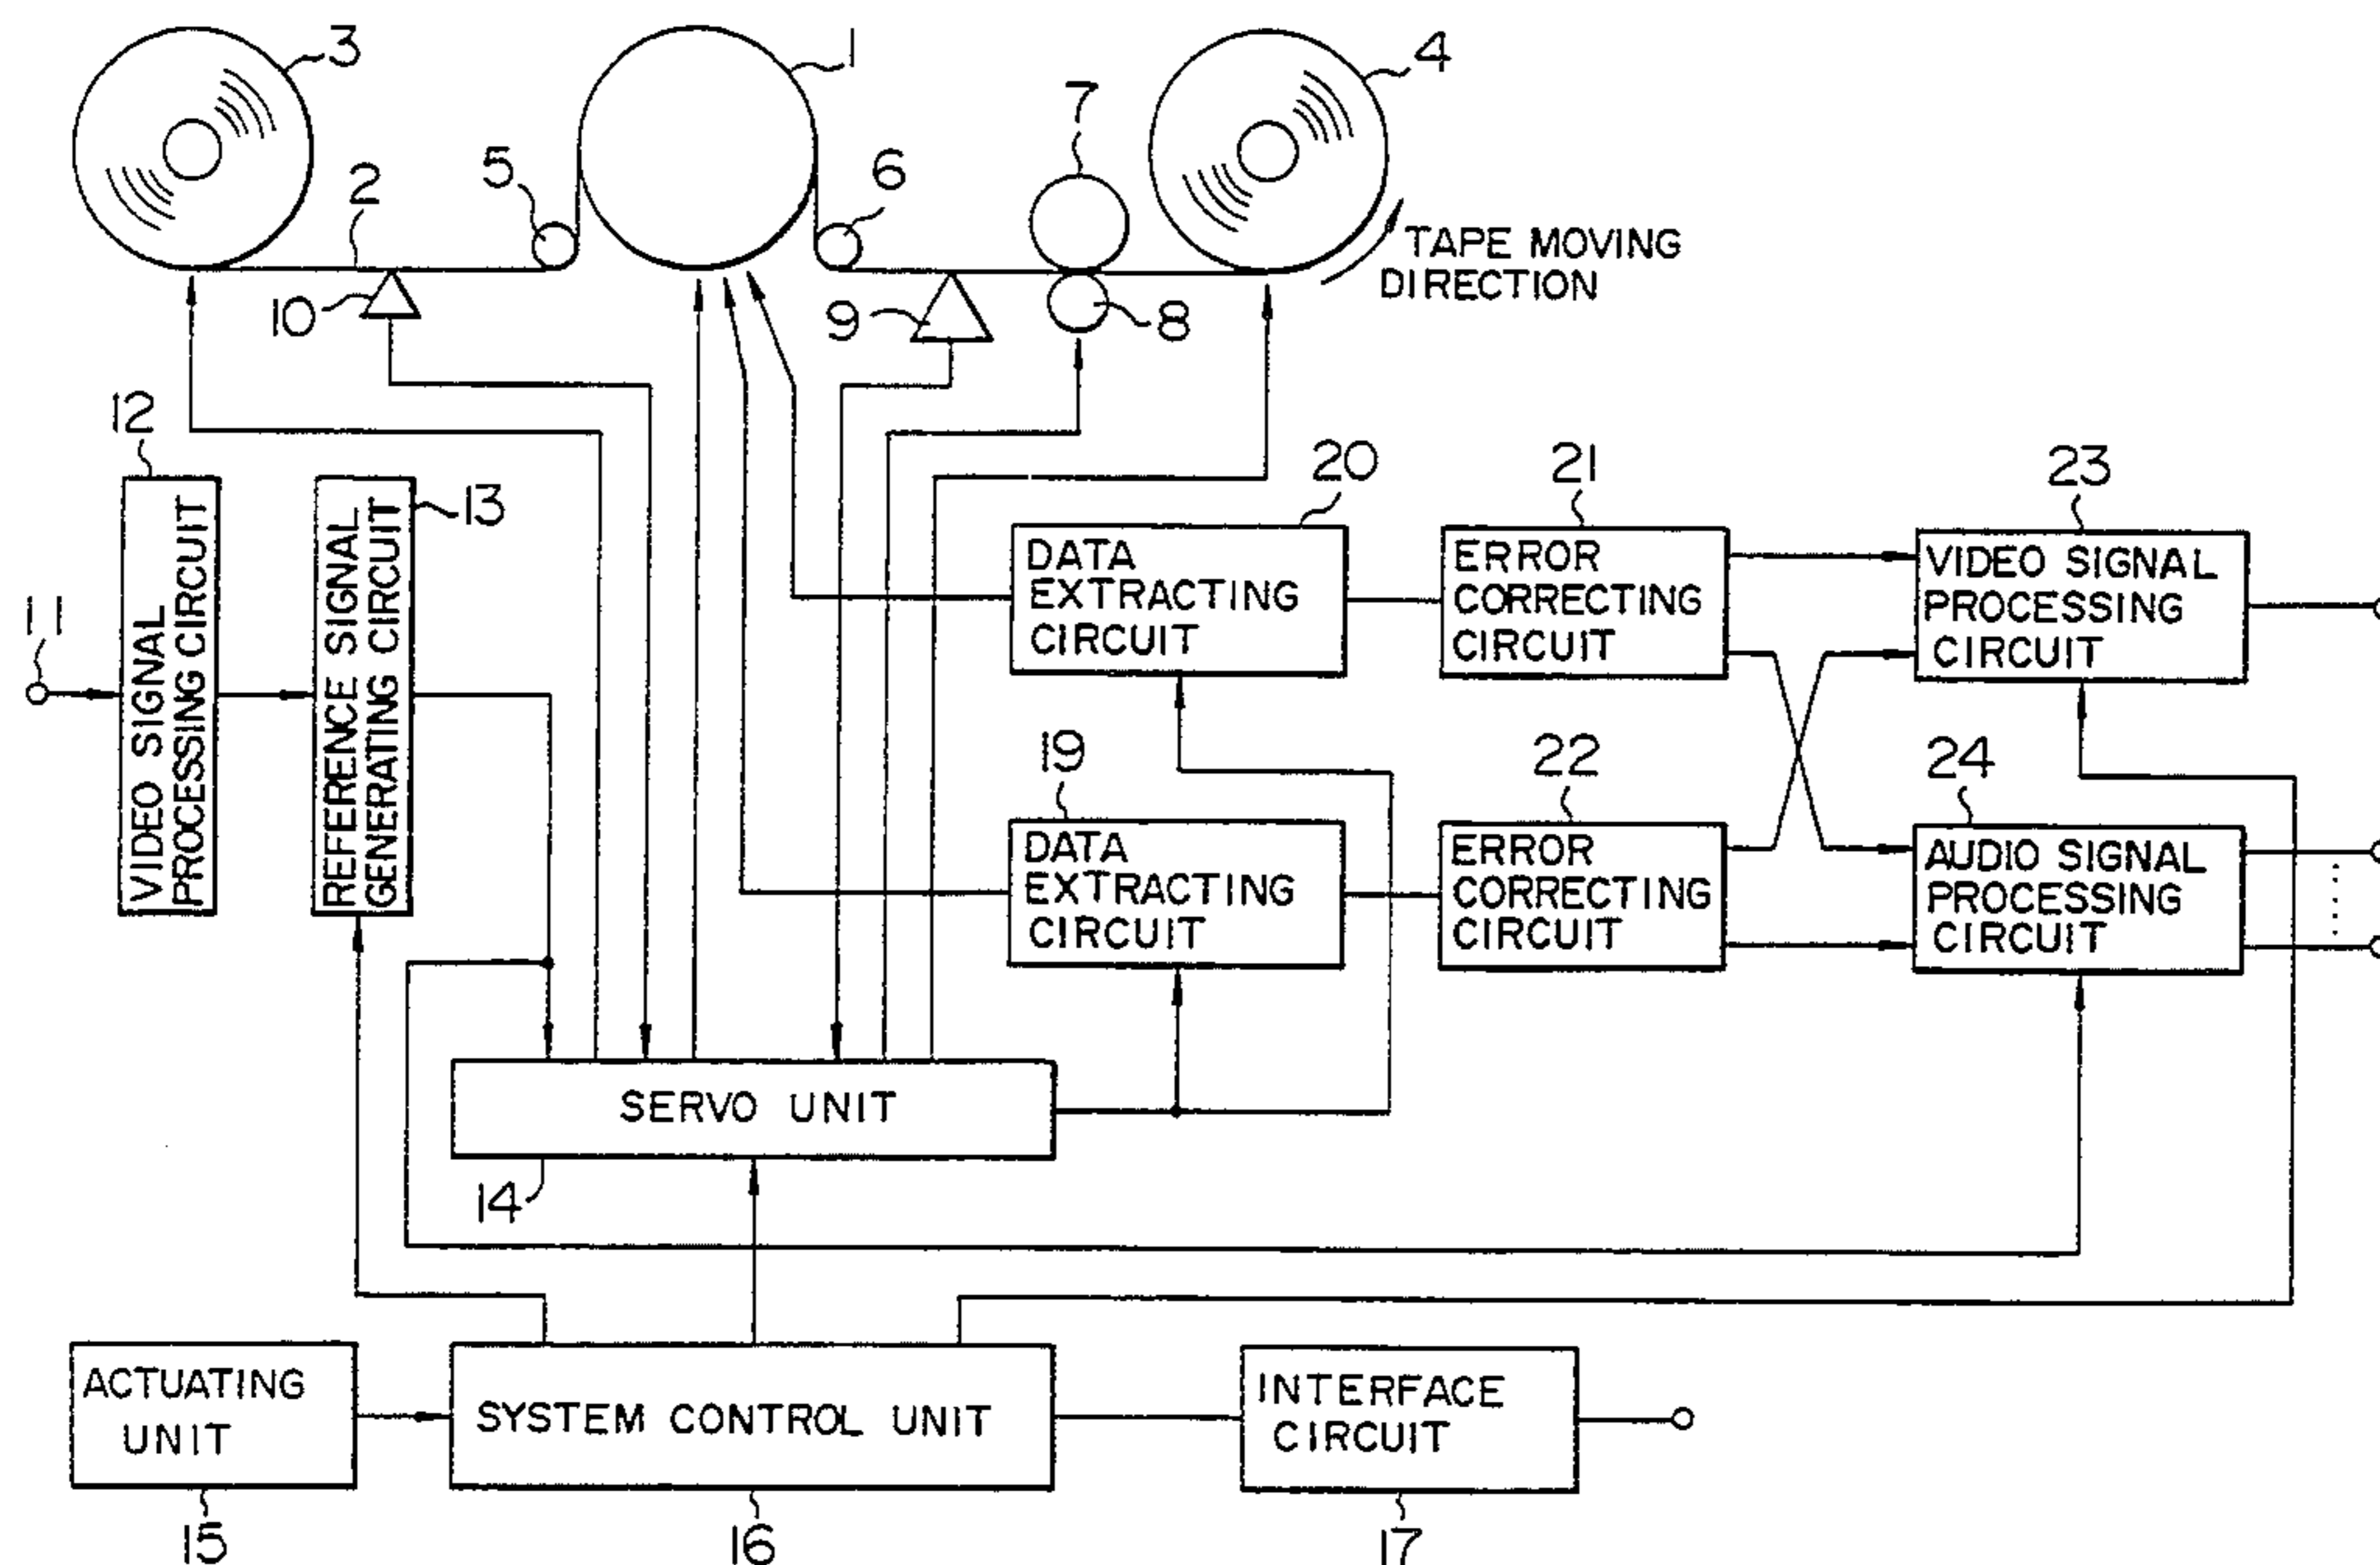 3
1
4
7
5
6
2
TAPE MOVING
DIRECTION
10
9
8
12
13
20
21
23
11
VIDEO SIGNAL
PROCESSING CIRCUIT
REFERENCE SIGNAL
GENERATING CIRCUIT
DATA
EXTRACTING
CIRCUIT
ERROR
CORRECTING
CIRCUIT
VIDEO SIGNAL
PROCESSING
CIRCUIT
19
22
24
DATA
EXTRACTING
CIRCUIT
ERROR
CORRECTING
CIRCUIT
AUDIO SIGNAL
PROCESSING
CIRCUIT
SERVO UNIT
14
ACTUATING
UNIT
SYSTEM CONTROL UNIT
INTERFACE
CIRCUIT
15
16
17